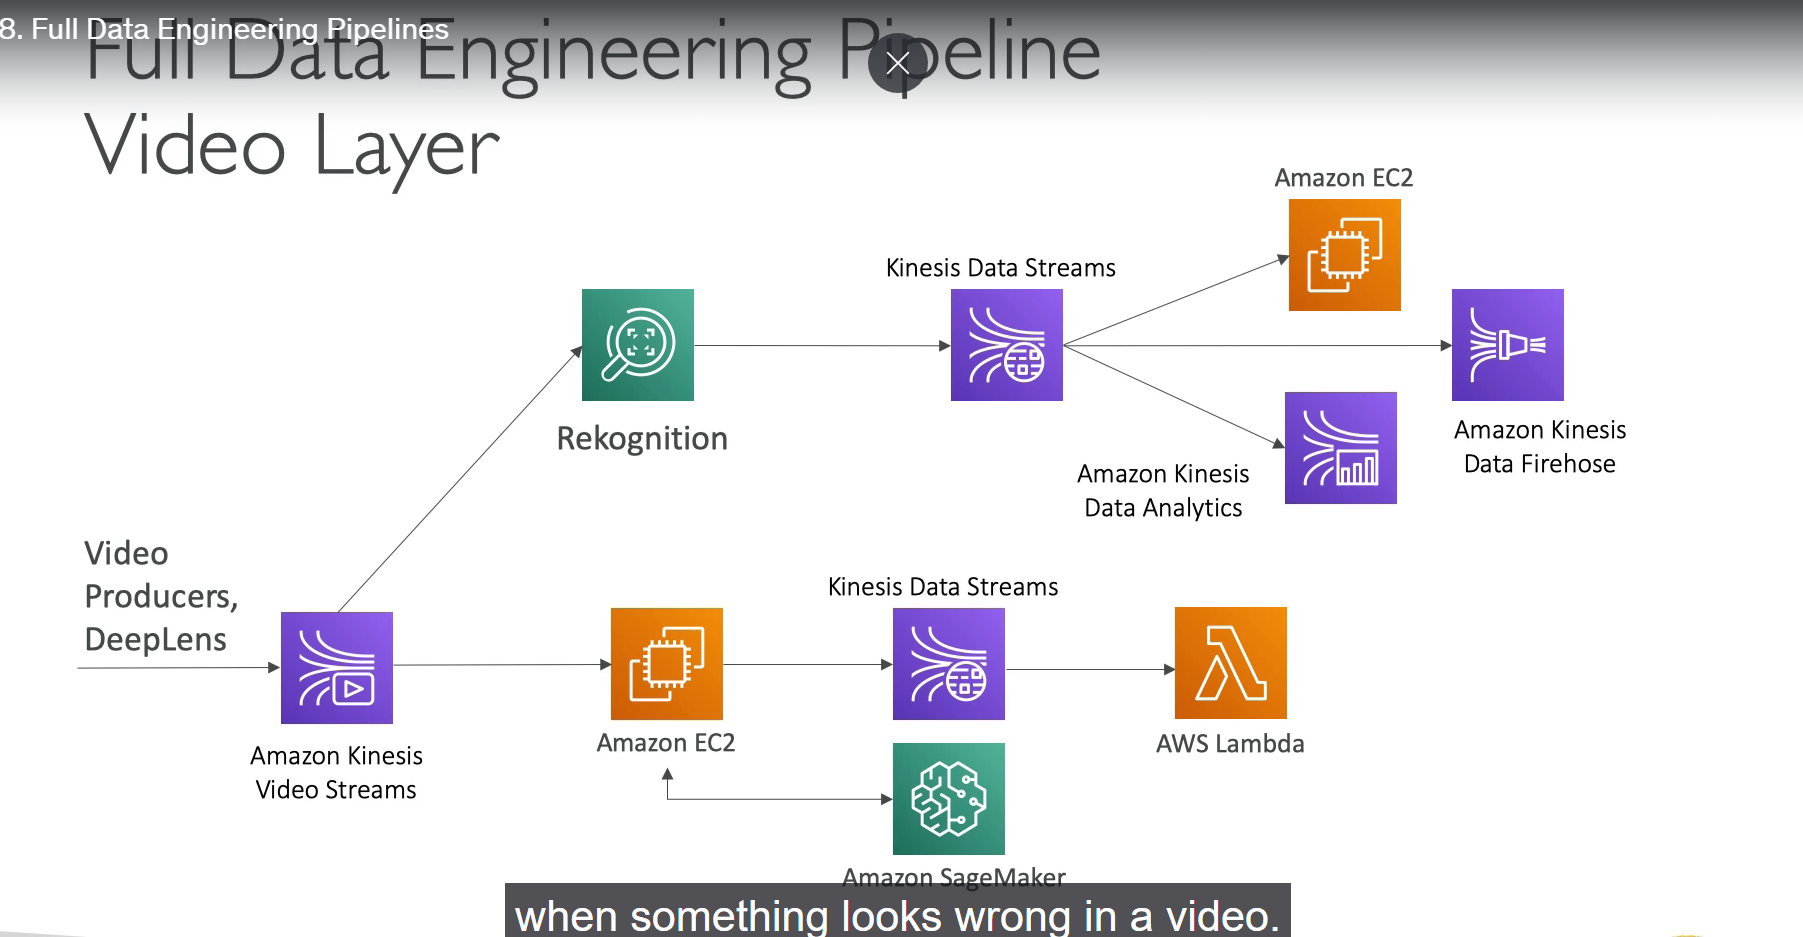 8. Full Data Engineering Pipelines
Full Data Engineering Pipeline
Video Layer
Amazon EC2
Kinesis Data Streams
Rekognition
Amazon Kinesis
Data Firehose
Amazon Kinesis
Data Analytics
Video
Producers,
DeepLens
Kinesis Data Streams
Amazon Kinesis
Video Streams
Amazon EC2
AWS Lambda
Amazon SageMaker
when something looks wrong in a video.